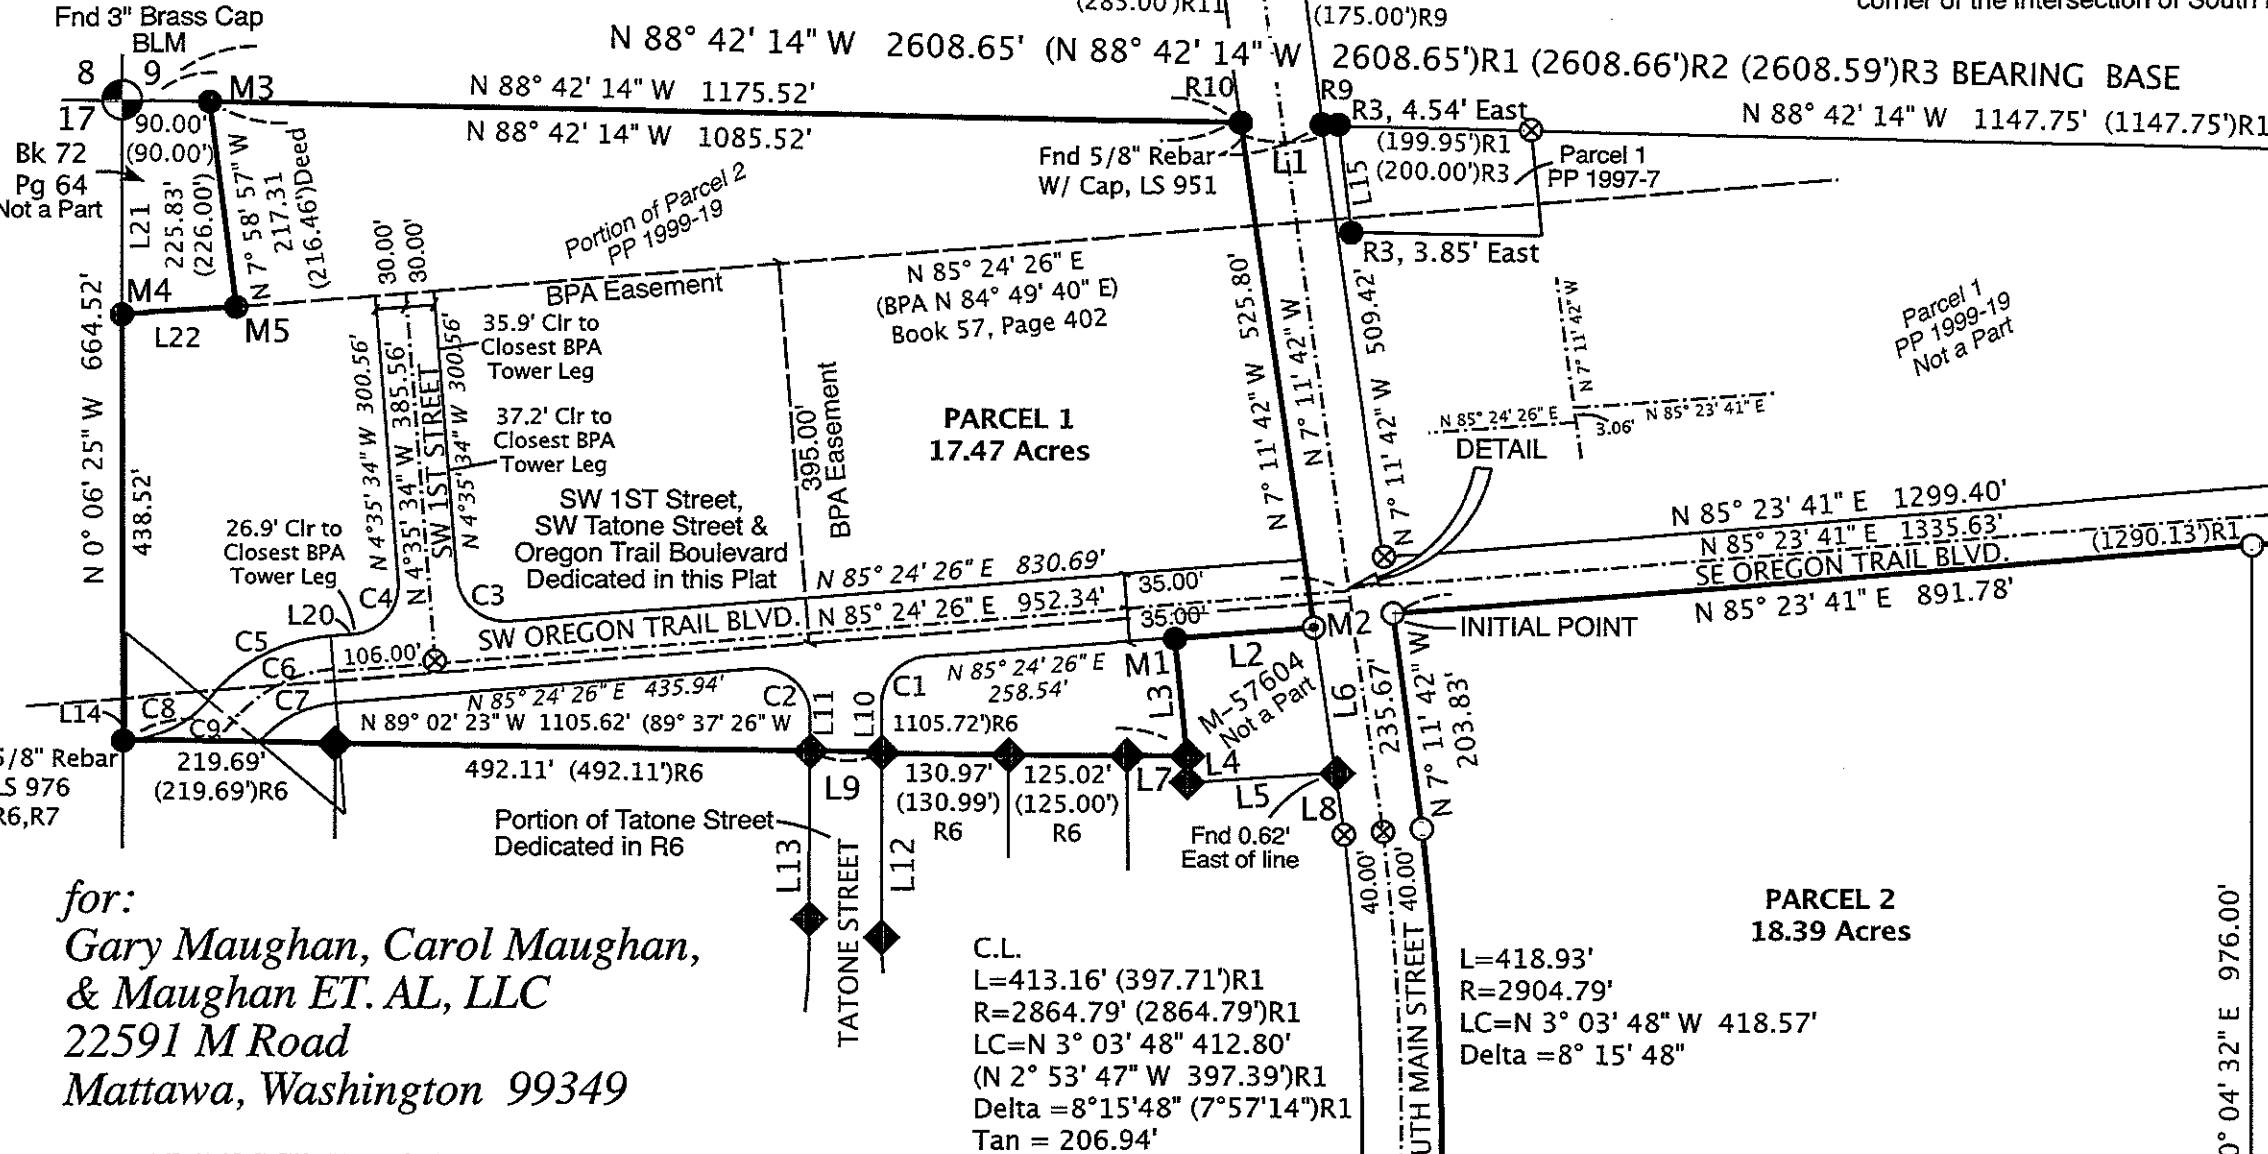 Fnd 3" Brass Cap
BLM
8 9
17
M3
(175.00')R9
N 88° 42' 14" W 2608.65' (N 88° 42' 14" W 2608.65')R1 (2608.66')R2 (2608.59')R3 BEARING BASE
N 88° 42' 14" W 1175.52'
N 88° 42' 14" W 1085.52'
R10
R9
R3, 4.54' East
N 88° 42' 14" W 1147.75' (1147.75')R1
90.00'
(90.00')
Bk 72
Pg 64
Not a Part
L21
225.83'
(226.00')
N 7° 58' 57" W
217.31
(216.46')Deed
Fnd 5/8" Rebar
W/ Cap, LS 951
L1
L15
(199.95')R1
(200.00')R3
Parcel 1
PP 1997-7
Portion of Parcel 2
PP 1999-19
R3, 3.85' East
30.00'
30.00'
M4
L22
M5
BPA Easement
N 85° 24' 26" E
(BPA N 84° 49' 40" E)
Book 57, Page 402
N 0° 06' 25" W 664.52'
438.52'
35.9' Clr to
Closest BPA
Tower Leg
37.2' Clr to
Closest BPA
Tower Leg
N 4°35' 34" W 300.56'
N 4°35' 34" W 385.56'
SW 1ST STREET
N 4°35' 34" W 300.56'
395.00'
BPA Easement
PARCEL 1
17.47 Acres
N 7° 11' 42" W 525.80'
N 7° 11' 42" W
N 7° 11' 42" W 509.42'
N 7° 11' 42" W
N 85° 24' 26" E
N 85° 23' 41" E
3.06'
DETAIL
Parcel 1
PP 1999-19
Not a Part
SW 1ST Street,
SW Tatone Street &
Oregon Trail Boulevard
Dedicated in this Plat
26.9' Clr to
Closest BPA
Tower Leg
L20
C4
C3
C5
C6
C7
C8
C9
L14
106.00'
N 85° 24' 26" E 830.69'
SW OREGON TRAIL BLVD.
N 85° 24' 26" E 952.34'
35.00'
35.00'
N 85° 23' 41" E 1299.40'
N 85° 23' 41" E 1335.63'
SE OREGON TRAIL BLVD.
(1290.13')R1
N 85° 23' 41" E 891.78'
M2
INITIAL POINT
M1
L2
L3
M-57604
Not a Part
L6
235.67'
N 7° 11' 42" W
203.83'
N 85° 24' 26" E 435.94'
C2
L11
L10
C1
N 85° 24' 26" E
258.54'
N 89° 02' 23" W 1105.62' (89° 37' 26" W 1105.72')R6
5/8" Rebar
LS 976
R6,R7
219.69'
(219.69')R6
492.11' (492.11')R6
L9
130.97'
(130.99')
R6
125.02'
(125.00')
R6
L7
L4
L5
L8
Fnd 0.62'
East of line
Portion of Tatone Street
Dedicated in R6
L13
TATONE STREET
L12
40.00'
40.00'
PARCEL 2
18.39 Acres
for:
Gary Maughan, Carol Maughan,
& Maughan ET. AL, LLC
22591 M Road
Mattawa, Washington 99349
C.L.
L=413.16' (397.71')R1
R=2864.79' (2864.79')R1
LC=N 3° 03' 48" 412.80'
(N 2° 53' 47" W 397.39')R1
Delta =8°15'48" (7°57'14")R1
Tan = 206.94'
UTH MAIN STREET
L=418.93'
R=2904.79'
LC=N 3° 03' 48" W 418.57'
Delta =8° 15' 48"
0° 04' 32" E 976.00'